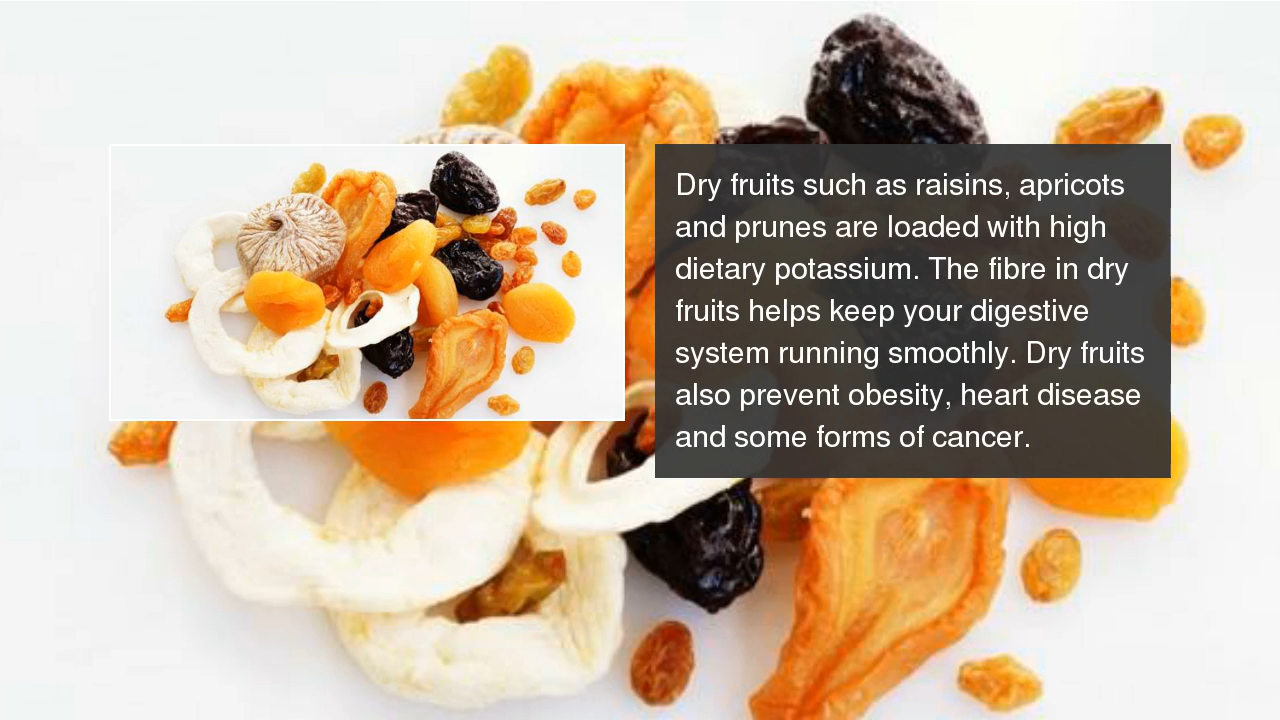 Dry fruits such as raisins, apricots
and prunes are loaded with high
dietary potassium. The fibre in dry
fruits helps keep your digestive
system running smoothly. Dry fruits
also prevent obesity, heart disease
and some forms of cancer.